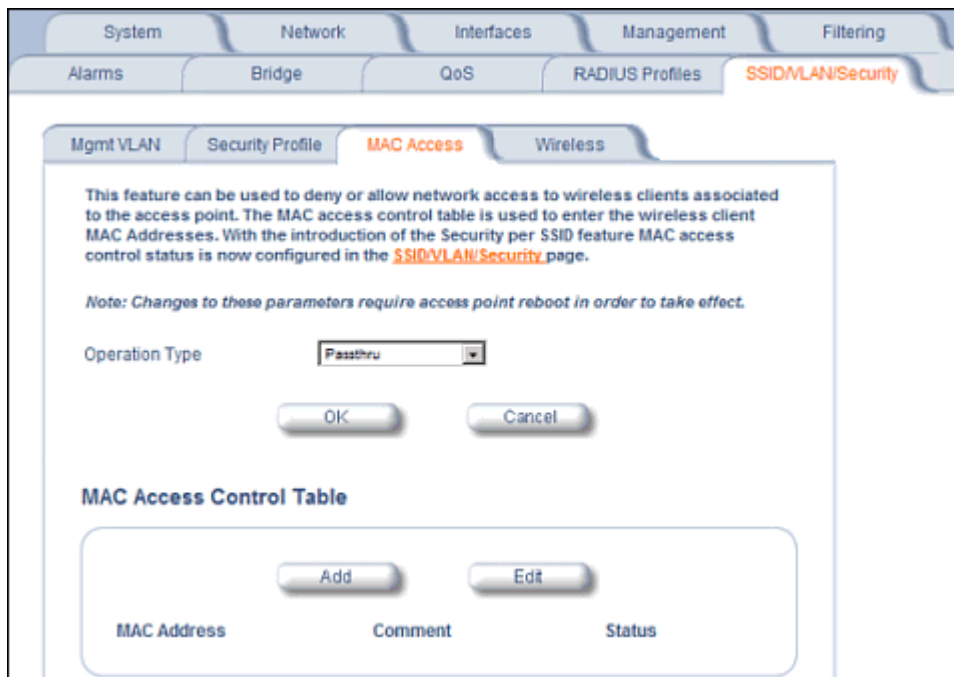 System Network Interfaces Management Filtering
Alarms Bridge QoS RADIUS Profiles SSID/VLAN/Security
Mgmt VLAN Security Profile MAC Access Wireless
This feature can be used to deny or allow network access to wireless clients associated
to the access point. The MAC access control table is used to enter the wireless client
MAC Addresses. With the introduction of the Security per SSID feature MAC access
control status is now configured in the SSID/VLAN/Security page.
Note: Changes to these parameters require access point reboot in order to take effect.
Operation Type Passthru
OK Cancel
MAC Access Control Table
Add Edit
MAC Address Comment Status